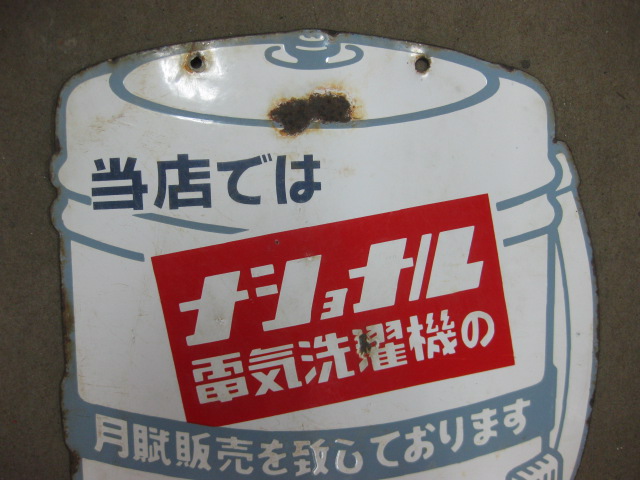 当店では
ナショナル
電気洗濯機の
月賦販売を致しております